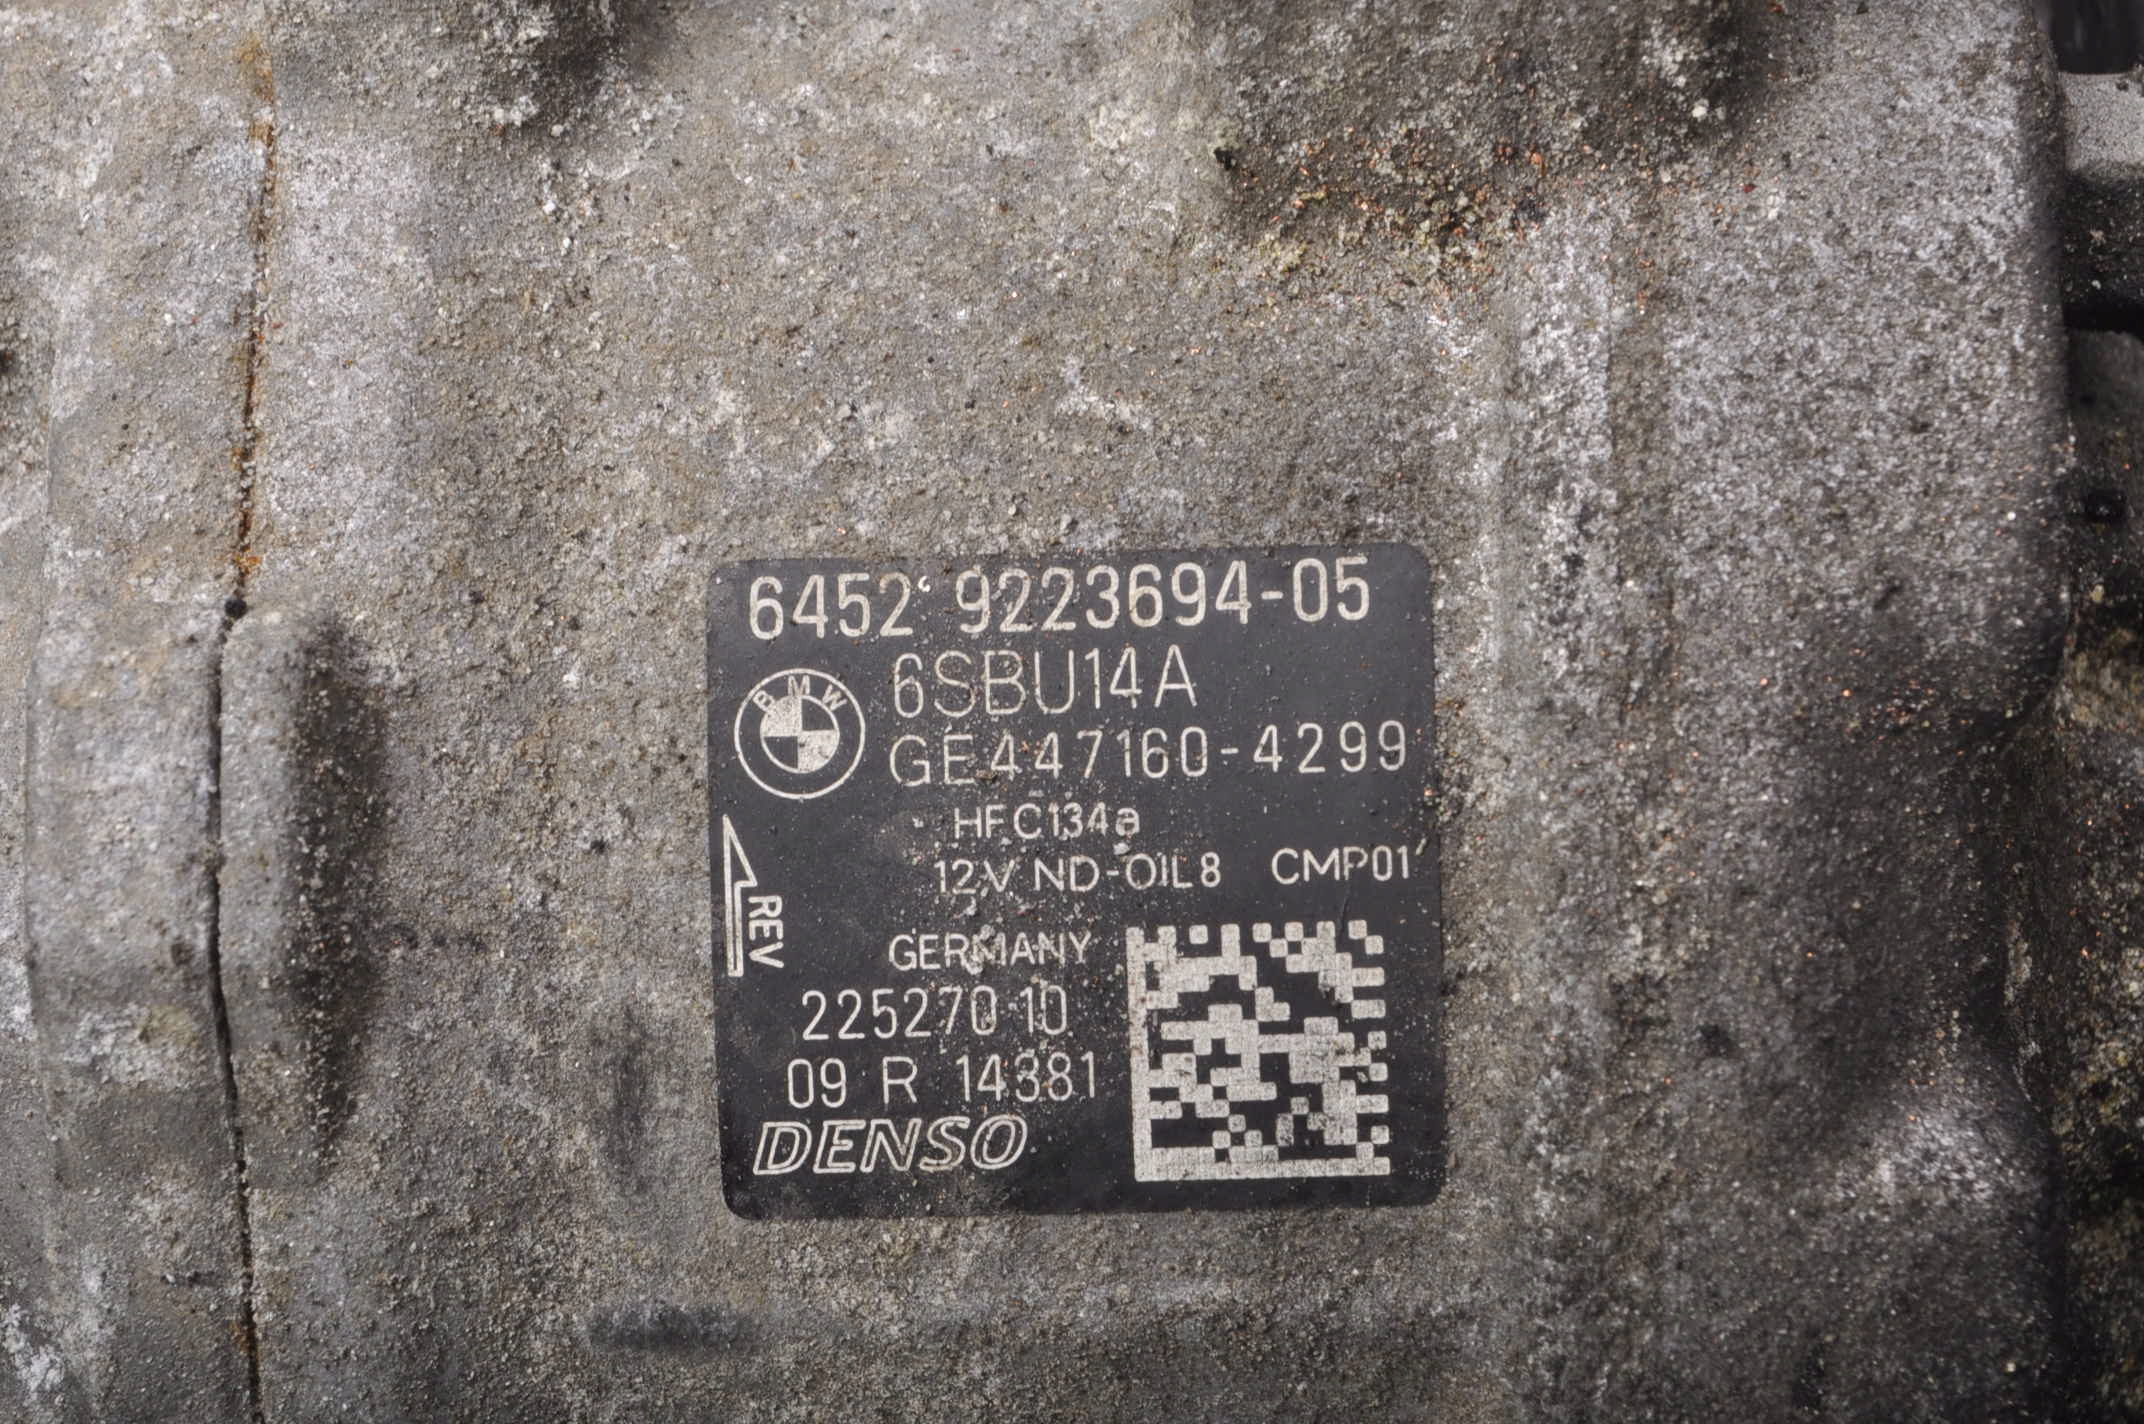 6452 9223694-05
6SBU14A
BMW
GE447160-4299
HFC134a
12V ND-OIL8 CMP01
REV
GERMANY
22527010
09 R 14381
DENSO